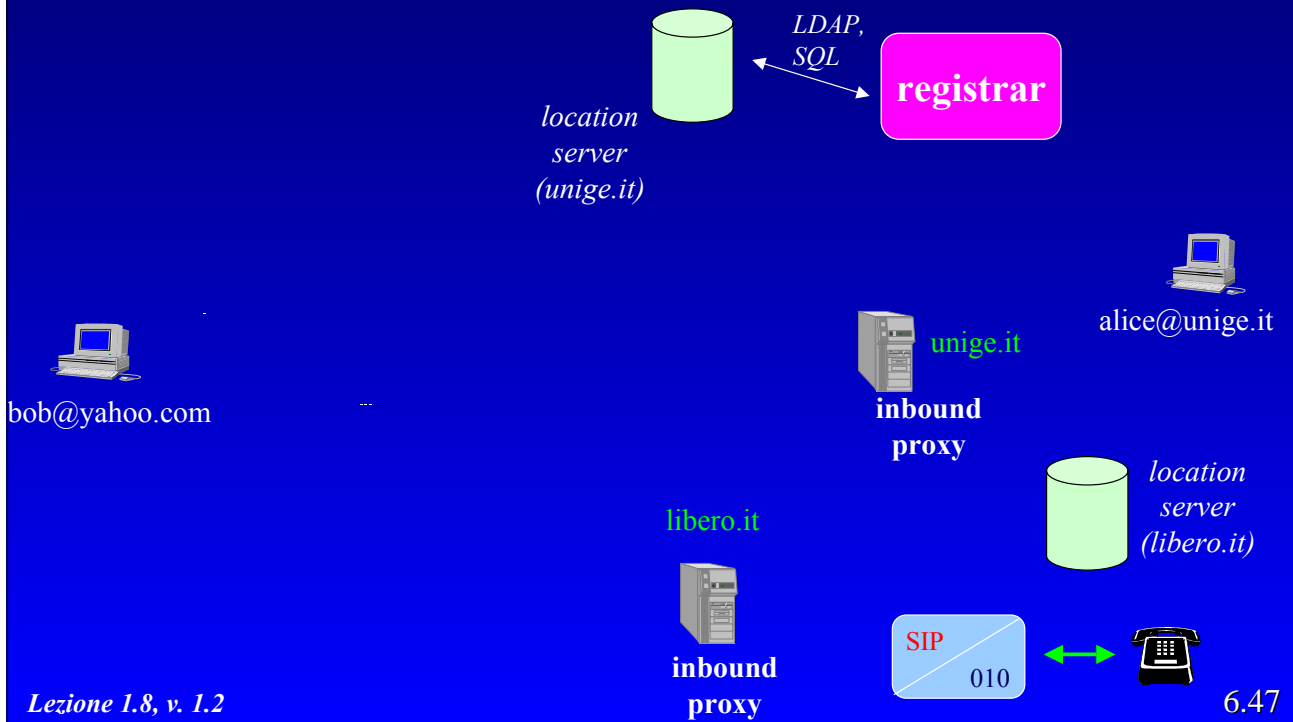 LDAP,
SQL
registrar
location
server
(unige.it)
alice@unige.it
unige.it
bob@yahoo.com
inbound
proxy
location
server
(libero.it)
libero.it
SIP
010
inbound
proxy
Lezione 1.8, v. 1.2
6.47